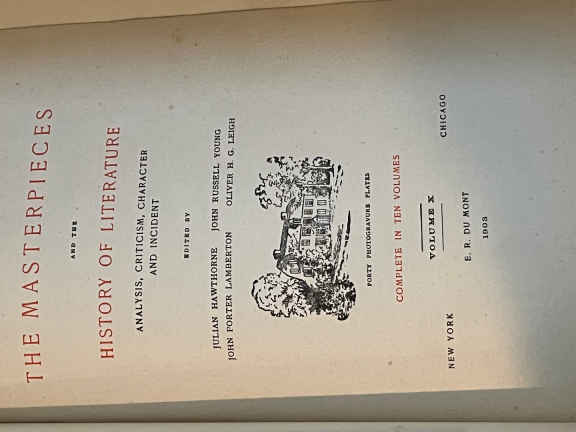 THE MASTERPIECES
AND THE
HISTORY OF LITERATURE
ANALYSIS, CRITICISM, CHARACTER
AND INCIDENT
EDITED BY
JULIAN HAWTHORNE JOHN RUSSELL YOUNG
JOHN PORTER LAMBERTON OLIVER H. G. LEIGH
FORTY PHOTOGRAVURE PLATES
COMPLETE IN TEN VOLUMES
VOLUME X
NEW YORK CHICAGO
E. R. DU MONT
1903